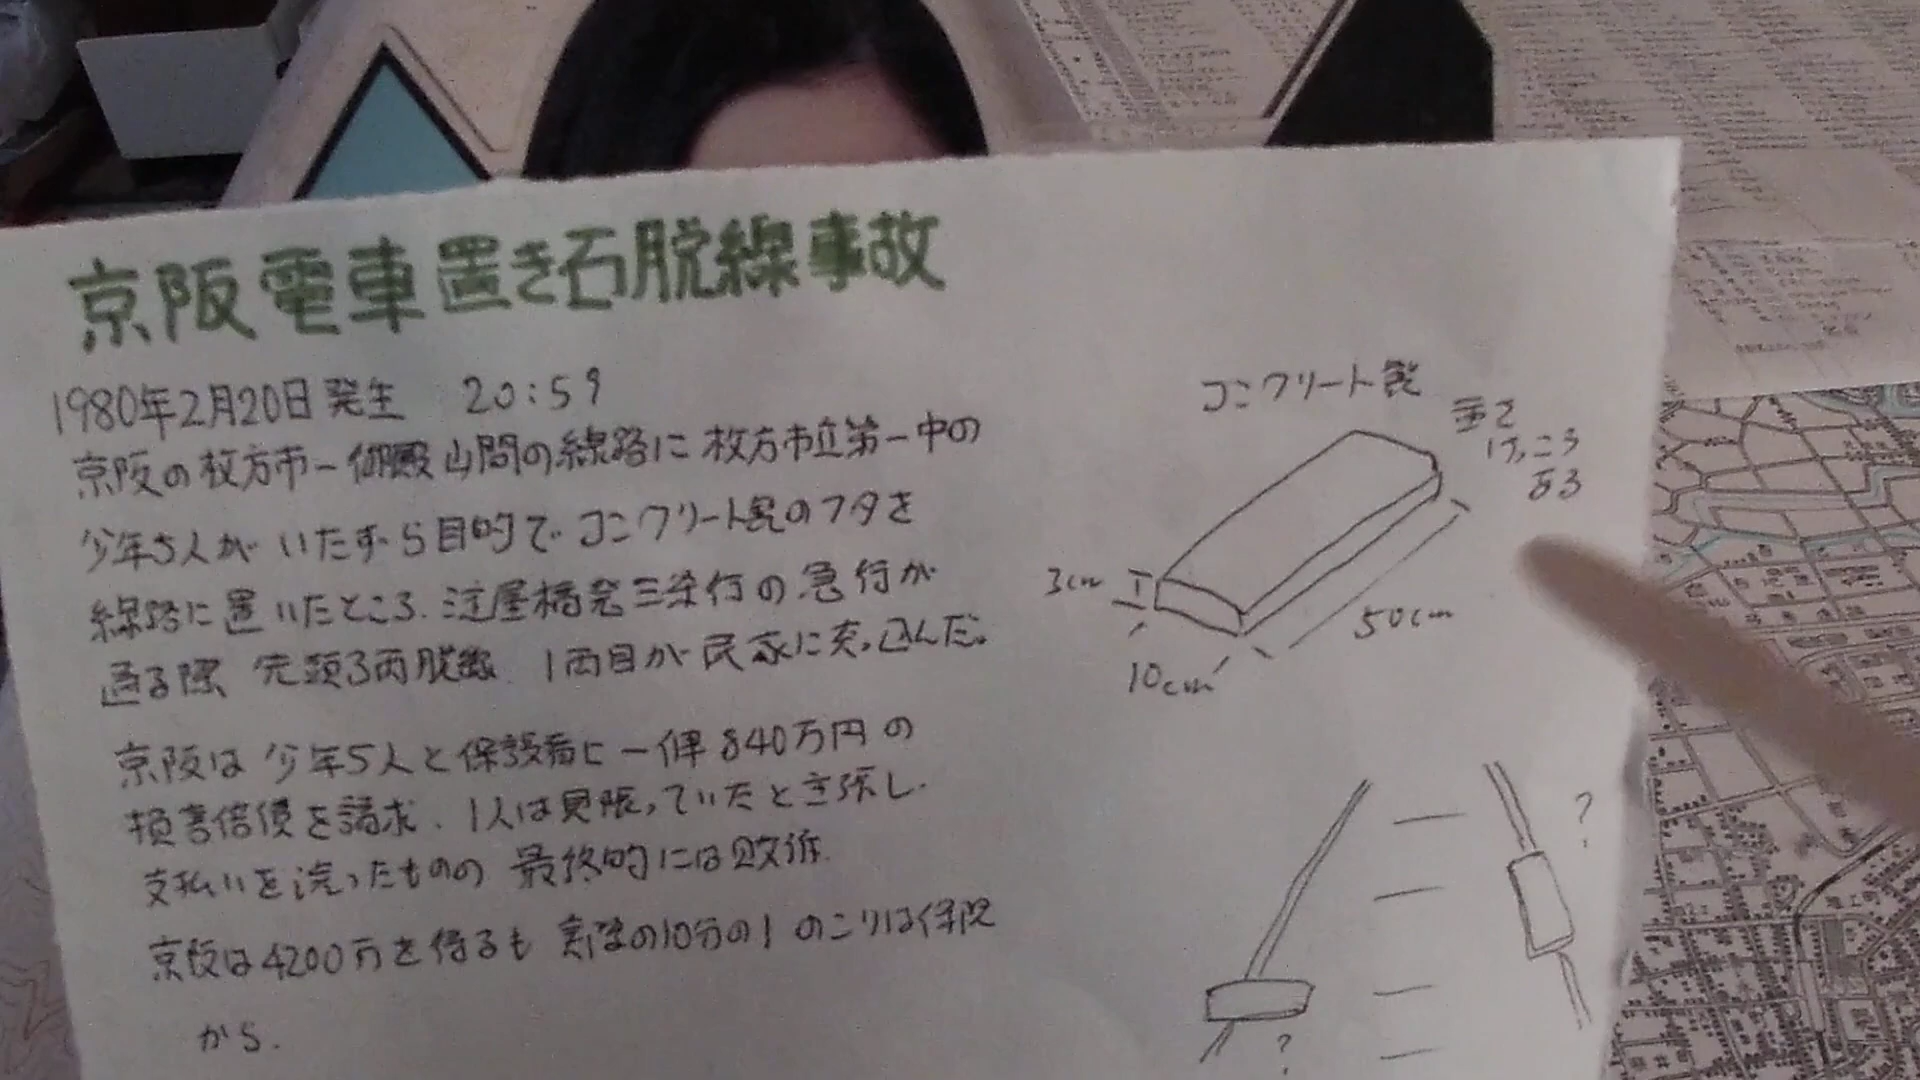 京阪電車置き石脱線事故
1980年2月20日発生 20:59
京阪の枚方市-御殿山間の線路に枚方市立第一中の
少年5人がいたずら目的でコンクリート製のフタを
線路に置いたところ、淀屋橋発三条行の急行が
通る際、先頭3両脱線 1両目が民家に突っ込んだ。
京阪は少年5人と保護者に一律840万円の
損害賠償を請求、1人は見張っていたと主張し、
支払いを渋ったものの最終的には敗訴
京阪は4200万を得るも実際の10分の1 のこりは保険
から.
コンクリート製
重さ
けっこう
ある
3cm
50cm
10cm
?
?